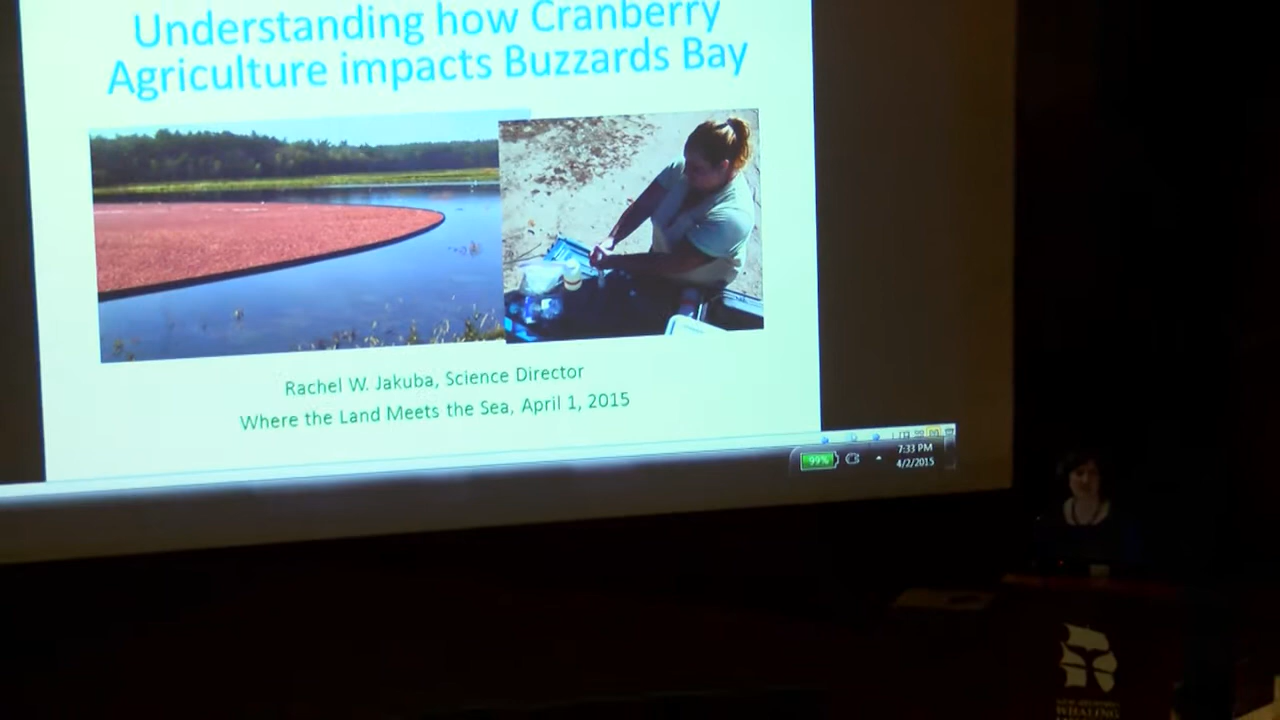 Understanding how Cranberry
Agriculture impacts Buzzards Bay
Rachel W. Jakuba, Science Director
Where the Land Meets the Sea, April 1, 2015
99%
7:33 PM
4/2/2015
WHALING